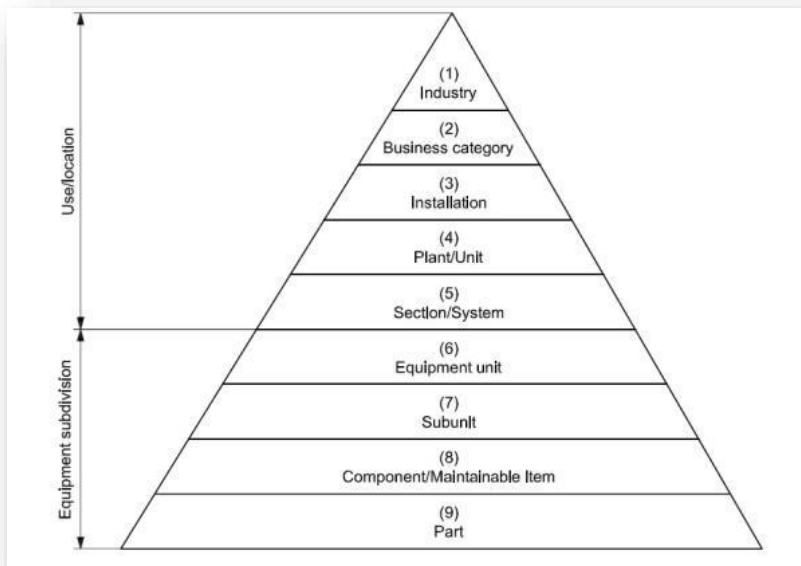 (1)
Industry
(2)
Business category
(3)
Installation
(4)
Plant/Unit
(5)
Section/System
(6)
Equipment unit
(7)
Subunit
(8)
Component/Maintainable Item
(9)
Part
Use/location
Equipment subdivision